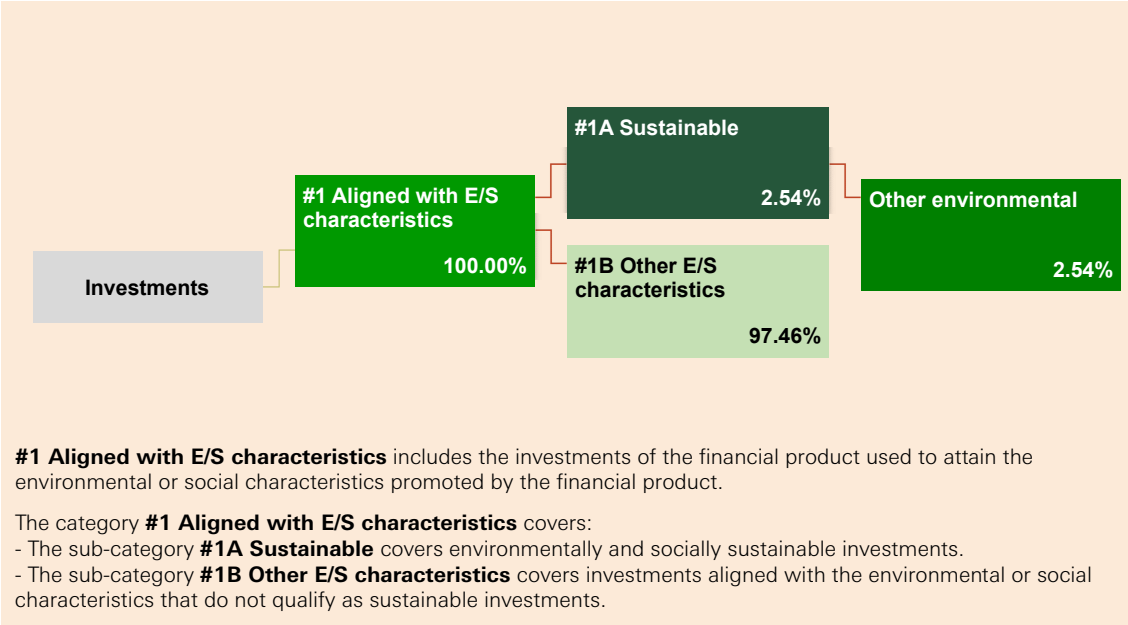 #1A Sustainable
2.54%
#1 Aligned with E/S
characteristics
100.00%
Other environmental
2.54%
Investments
#1B Other E/S
characteristics
97.46%
#1 Aligned with E/S characteristics includes the investments of the financial product used to attain the
environmental or social characteristics promoted by the financial product.
The category #1 Aligned with E/S characteristics covers:
- The sub-category #1A Sustainable covers environmentally and socially sustainable investments.
- The sub-category #1B Other E/S characteristics covers investments aligned with the environmental or social
characteristics that do not qualify as sustainable investments.